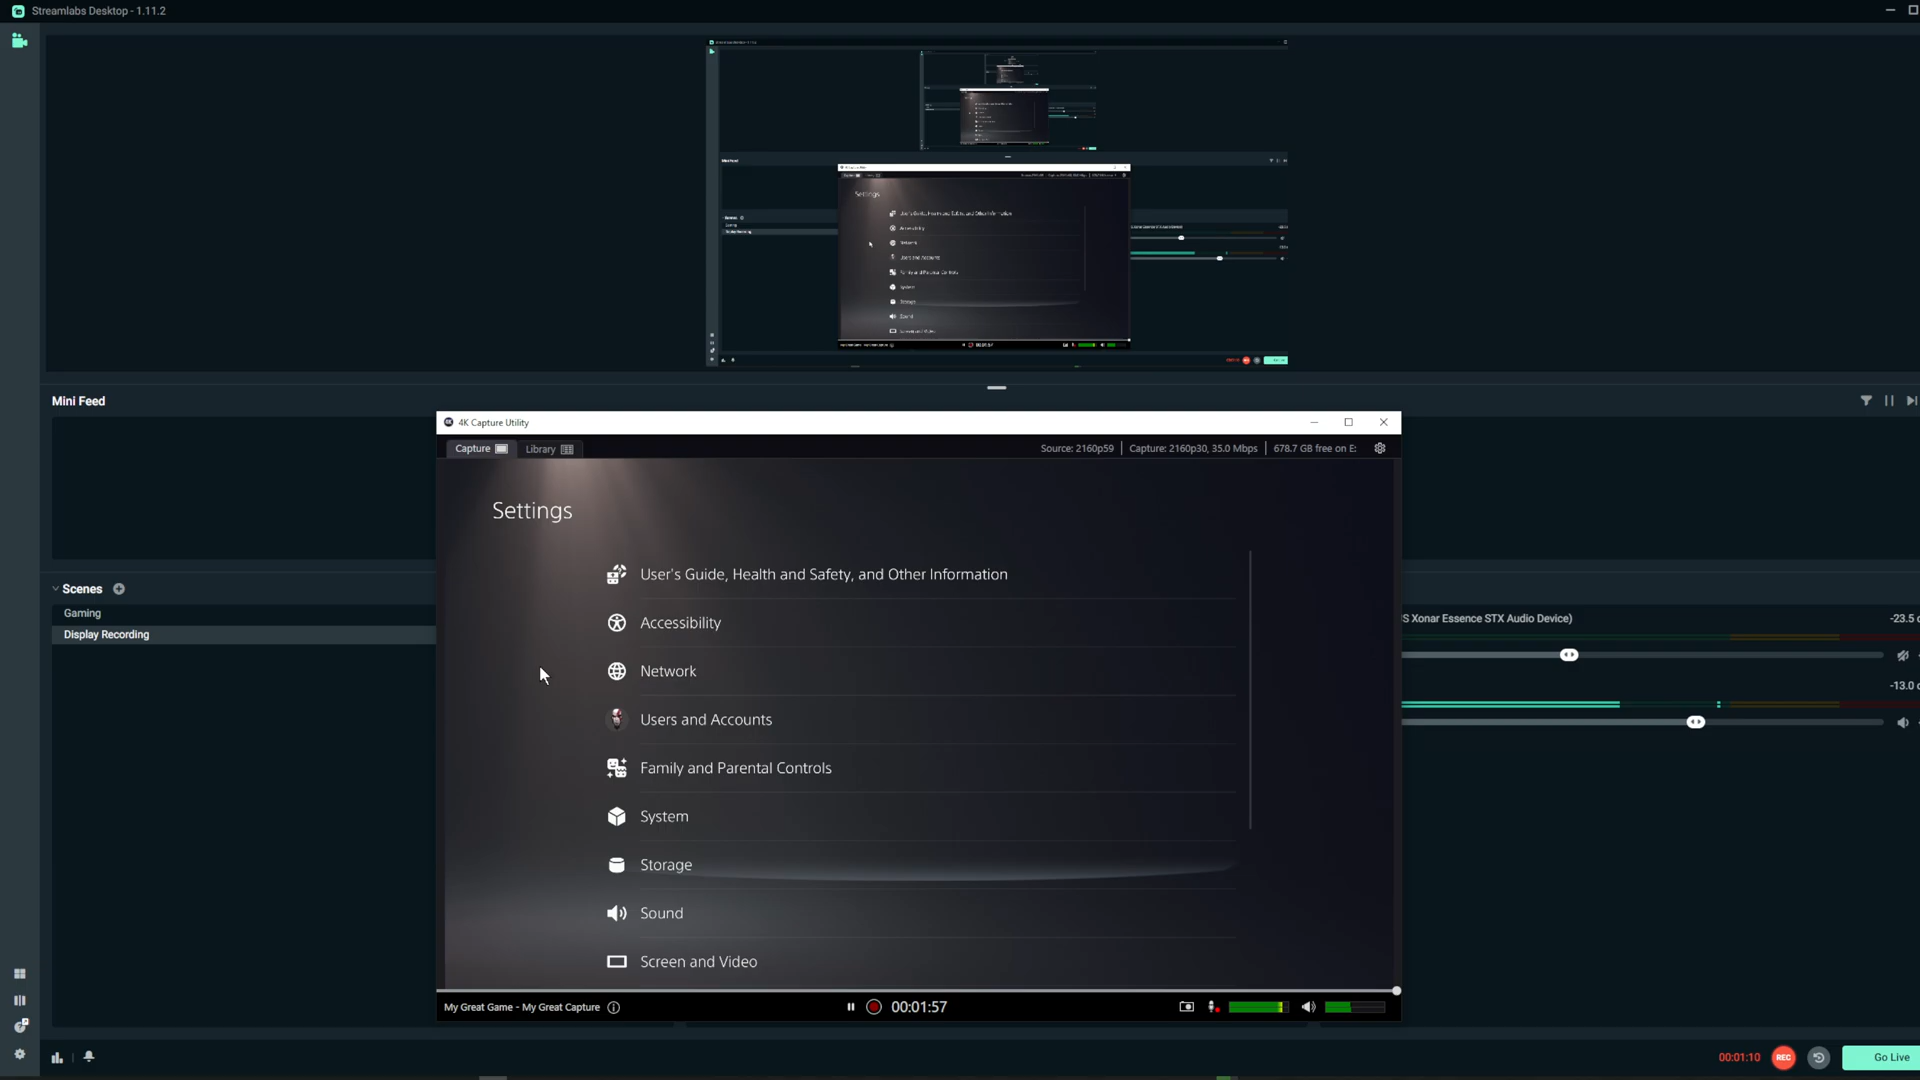 Streamlabs Desktop - 1.11.2
Mini Feed
4K Capture Utility
Capture
Library
Source: 2160p59
Capture: 2160p30, 35.0 Mbps
678.7 GB free on E:
Settings
User's Guide, Health and Safety, and Other Information
Accessibility
Network
Users and Accounts
Family and Parental Controls
System
Storage
Sound
Screen and Video
My Great Game - My Great Capture
00:01:57
Scenes
Gaming
Display Recording
S Xonar Essence STX Audio Device)
-23.5
-13.0
00:01:10
REC
Go Live